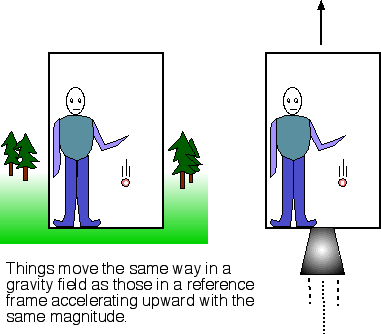 Things move the same way in a
gravity field as those in a reference
frame accelerating upward with the
same magnitude.